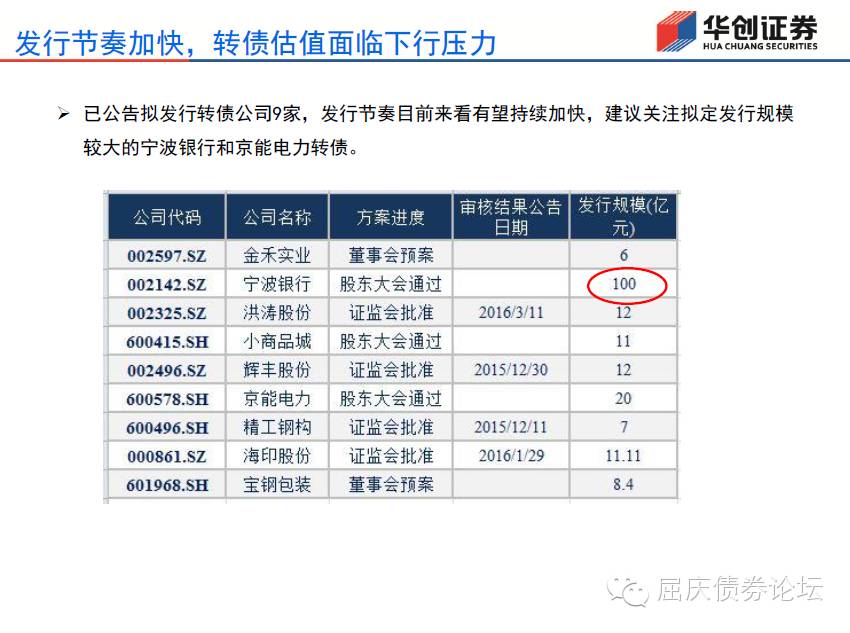 发行节奏加快，转债估值面临下行压力
华创证券
HUA CHUANG SECURITIES
已公告拟发行转债公司9家，发行节奏目前来看有望持续加快，建议关注拟定发行规模
较大的宁波银行和京能电力转债。
公司代码 公司名称 方案进度 审核结果公告日期 发行规模(亿元)
002597.SZ 金禾实业 董事会预案 6
002142.SZ 宁波银行 股东大会通过 100
002325.SZ 洪涛股份 证监会批准 2016/3/11 12
600415.SH 小商品城 股东大会通过 11
002496.SZ 辉丰股份 证监会批准 2015/12/30 12
600578.SH 京能电力 股东大会通过 20
600496.SH 精工钢构 证监会批准 2015/12/11 7
000861.SZ 海印股份 证监会批准 2016/1/29 11.11
601968.SH 宝钢包装 董事会预案 8.4
屈庆债券论坛